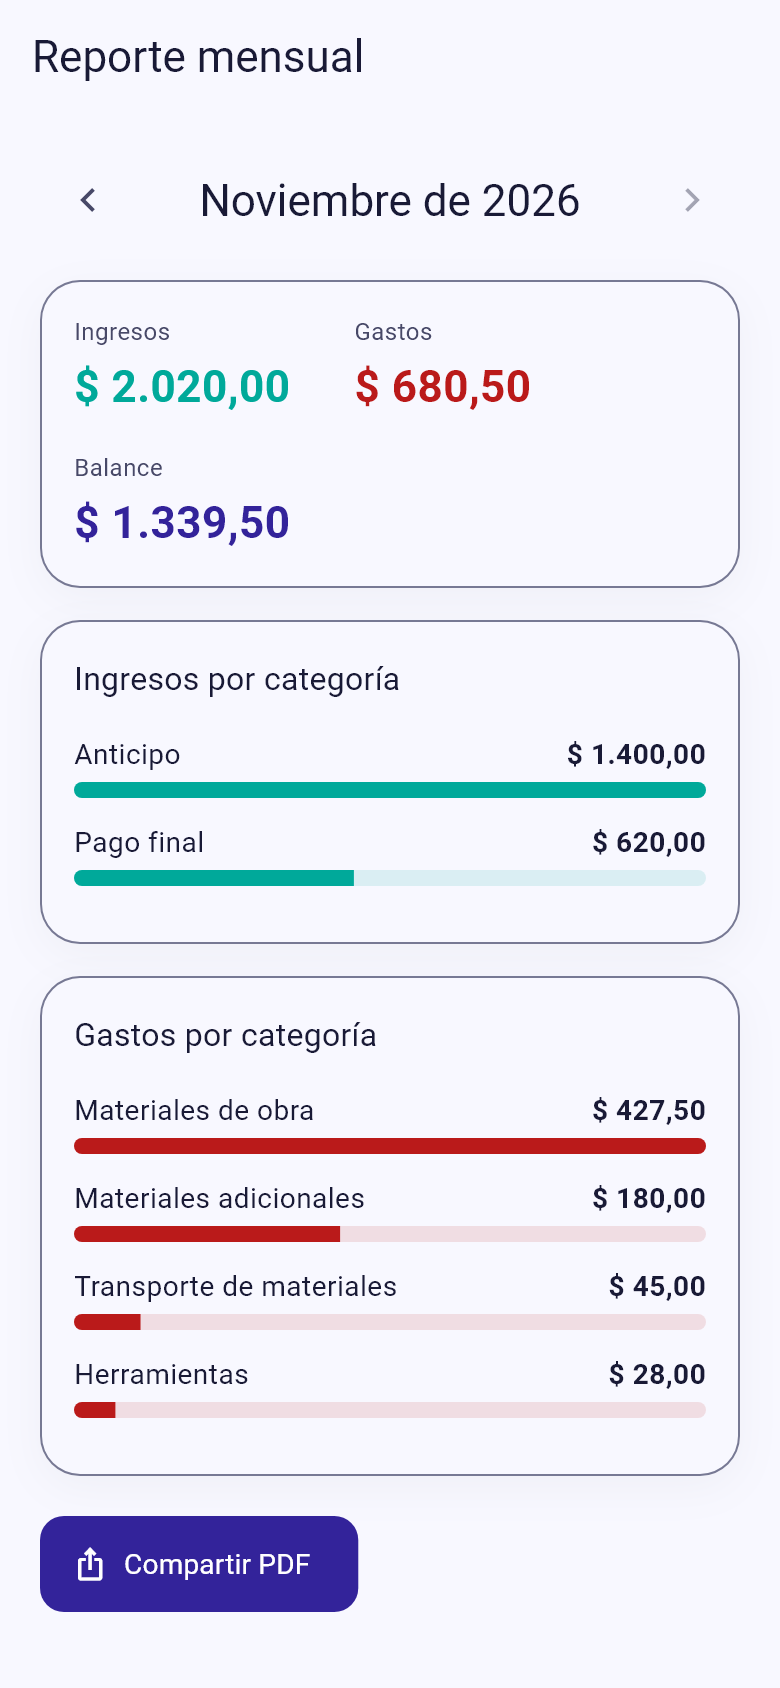 Reporte mensual
Noviembre de 2026
Ingresos
Gastos
$ 2.020,00
$ 680,50
Balance
$ 1.339,50
Ingresos por categoría
Anticipo $ 1.400,00
Pago final $ 620,00
Gastos por categoría
Materiales de obra $ 427,50
Materiales adicionales $ 180,00
Transporte de materiales $ 45,00
Herramientas $ 28,00
Compartir PDF